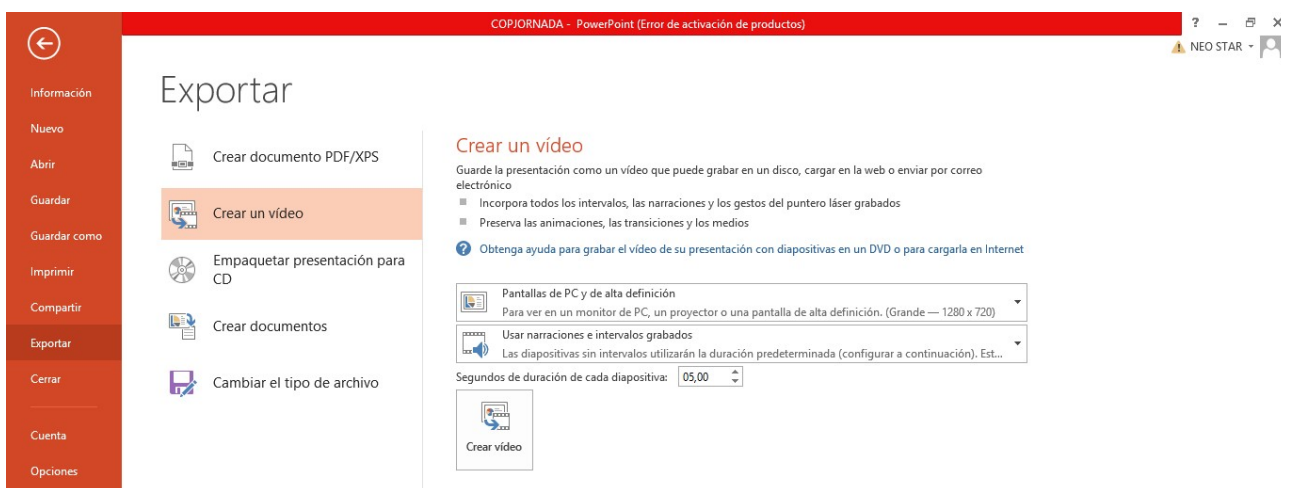 COPJORNADA - PowerPoint (Error de activación de productos)
?
NEO STAR
Información
Nuevo
Abrir
Guardar
Guardar como
Imprimir
Compartir
Exportar
Cerrar
Cuenta
Opciones
Exportar
Crear documento PDF/XPS
Crear un vídeo
Empaquetar presentación para
CD
Crear documentos
Cambiar el tipo de archivo
Crear un vídeo
Guarde la presentación como un vídeo que puede grabar en un disco, cargar en la web o enviar por correo
electrónico
Incorpora todos los intervalos, las narraciones y los gestos del puntero láser grabados
Preserva las animaciones, las transiciones y los medios
Obtenga ayuda para grabar el vídeo de su presentación con diapositivas en un DVD o para cargarla en Internet
Pantallas de PC y de alta definición
Para ver en un monitor de PC, un proyector o una pantalla de alta definición. (Grande — 1280 x 720)
Usar narraciones e intervalos grabados
Las diapositivas sin intervalos utilizarán la duración predeterminada (configurar a continuación). Est...
Segundos de duración de cada diapositiva: 05,00
Crear vídeo